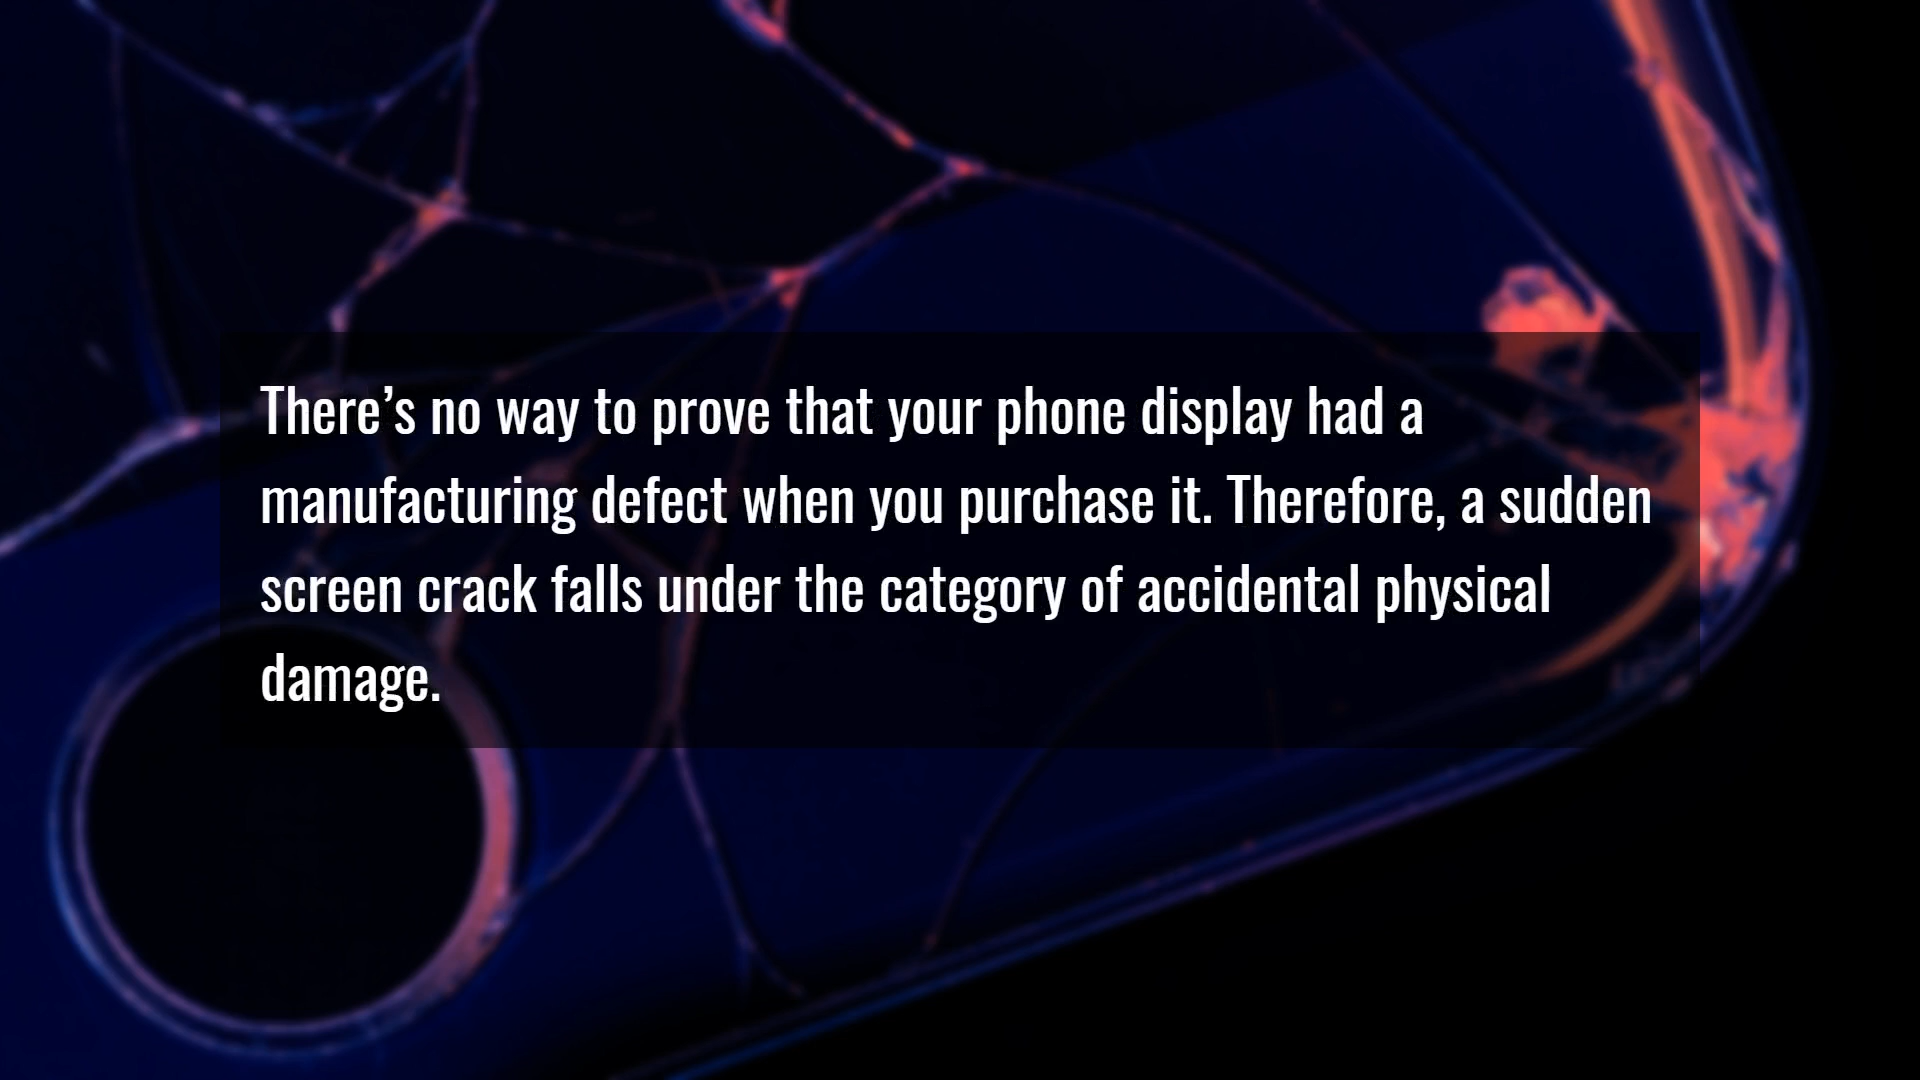 There’s no way to prove that your phone display had a
manufacturing defect when you purchase it. Therefore, a sudden
screen crack falls under the category of accidental physical
damage.